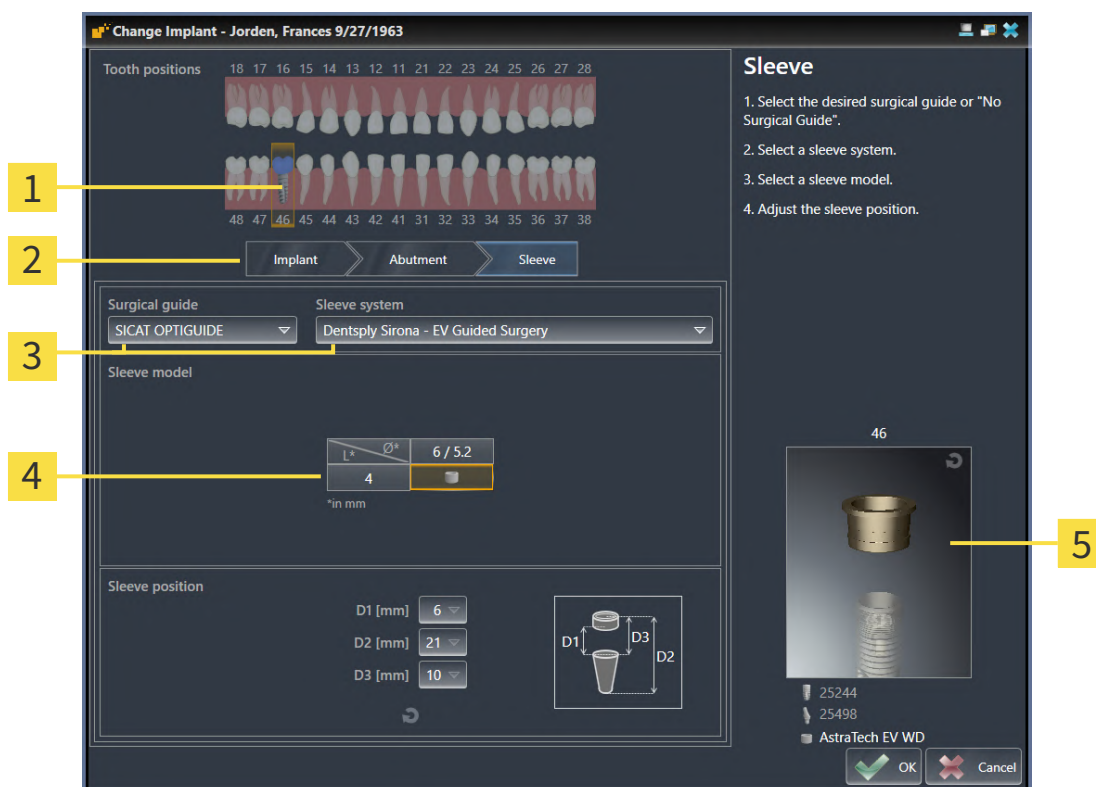 Change Implant - Jorden, Frances 9/27/1963
Tooth positions
18 17 16 15 14 13 12 11 21 22 23 24 25 26 27 28
1
48 47 46 45 44 43 42 41 31 32 33 34 35 36 37 38
2
Implant
Abutment
Sleeve
Surgical guide
Sleeve system
SICAT OPTIGUIDE
Dentsply Sirona - EV Guided Surgery
3
Sleeve model
L* Ø* 6 / 5.2
4
4
*in mm
Sleeve position
D1 [mm] 6
D2 [mm] 21
D3 [mm] 10
D1
D3
D2
Sleeve
1. Select the desired surgical guide or "No
Surgical Guide".
2. Select a sleeve system.
3. Select a sleeve model.
4. Adjust the sleeve position.
46
5
25244
25498
AstraTech EV WD
OK
Cancel